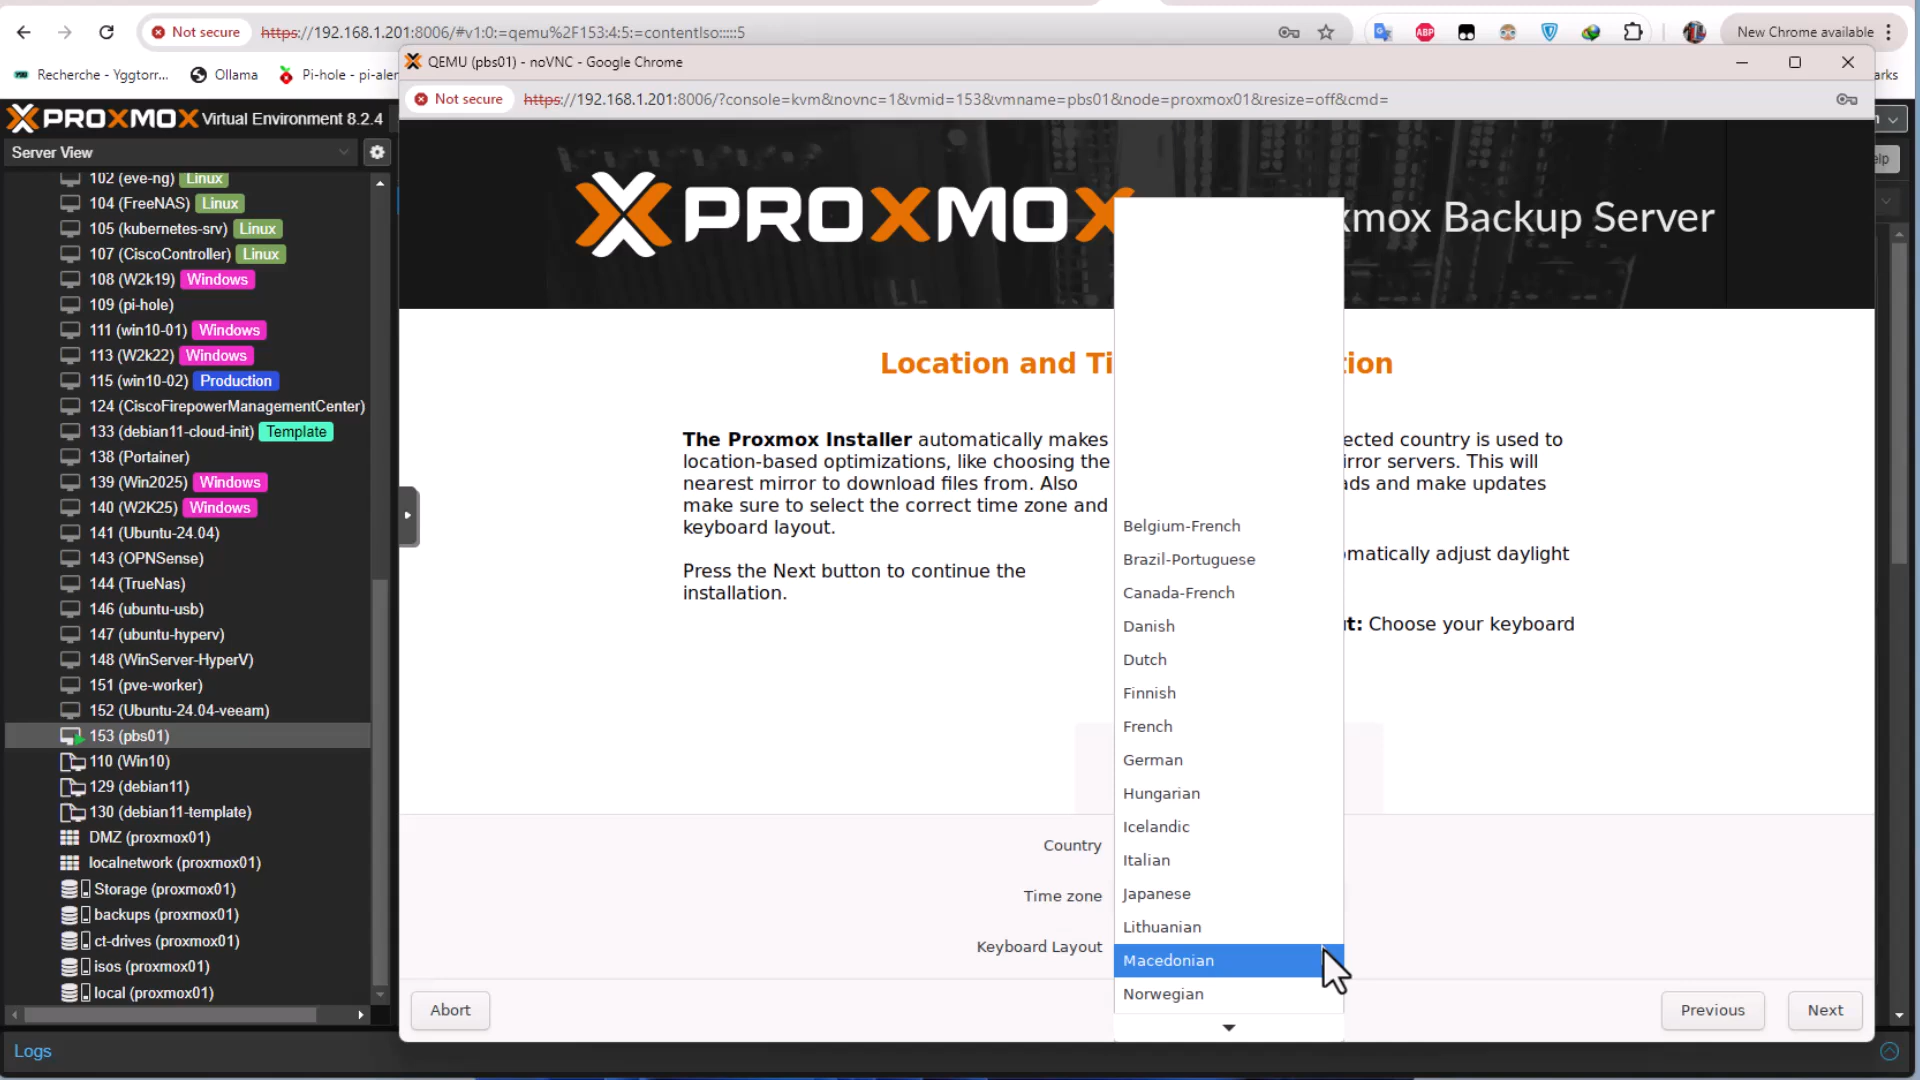 Not secure
https://192.168.1.201:8006/#v1:0:=qemu%2F153:4:5:=contentIso:::::5
ABP
New Chrome available
Recherche - Yggtorr...
Ollama
Pi-hole - pi-aler
arks
QEMU (pbs01) - noVNC - Google Chrome
Not secure
https://192.168.1.201:8006/?console=kvm&novnc=1&vmid=153&vmname=pbs01&node=proxmox01&resize=off&cmd=
PROXMOX Virtual Environment 8.2.4
Server View
elp
102 (eve-ng) Linux
104 (FreeNAS) Linux
105 (kubernetes-srv) Linux
107 (CiscoController) Linux
108 (W2k19) Windows
109 (pi-hole)
111 (win10-01) Windows
113 (W2k22) Windows
115 (win10-02) Production
124 (CiscoFirepowerManagementCenter)
133 (debian11-cloud-init) Template
138 (Portainer)
139 (Win2025) Windows
140 (W2K25) Windows
141 (Ubuntu-24.04)
143 (OPNSense)
144 (TrueNas)
146 (ubuntu-usb)
147 (ubuntu-hyperv)
148 (WinServer-HyperV)
151 (pve-worker)
152 (Ubuntu-24.04-veeam)
153 (pbs01)
110 (Win10)
129 (debian11)
130 (debian11-template)
DMZ (proxmox01)
localnetwork (proxmox01)
Storage (proxmox01)
backups (proxmox01)
ct-drives (proxmox01)
isos (proxmox01)
local (proxmox01)
Logs
PROXMOX
xmox Backup Server
Location and Ti
tion
The Proxmox Installer automatically makes
location-based optimizations, like choosing the
nearest mirror to download files from. Also
make sure to select the correct time zone and
keyboard layout.
Press the Next button to continue the
installation.
ected country is used to
irror servers. This will
ads and make updates
matically adjust daylight
t: Choose your keyboard
Belgium-French
Brazil-Portuguese
Canada-French
Danish
Dutch
Finnish
French
German
Hungarian
Icelandic
Italian
Japanese
Lithuanian
Macedonian
Norwegian
Country
Time zone
Keyboard Layout
Abort
Previous
Next